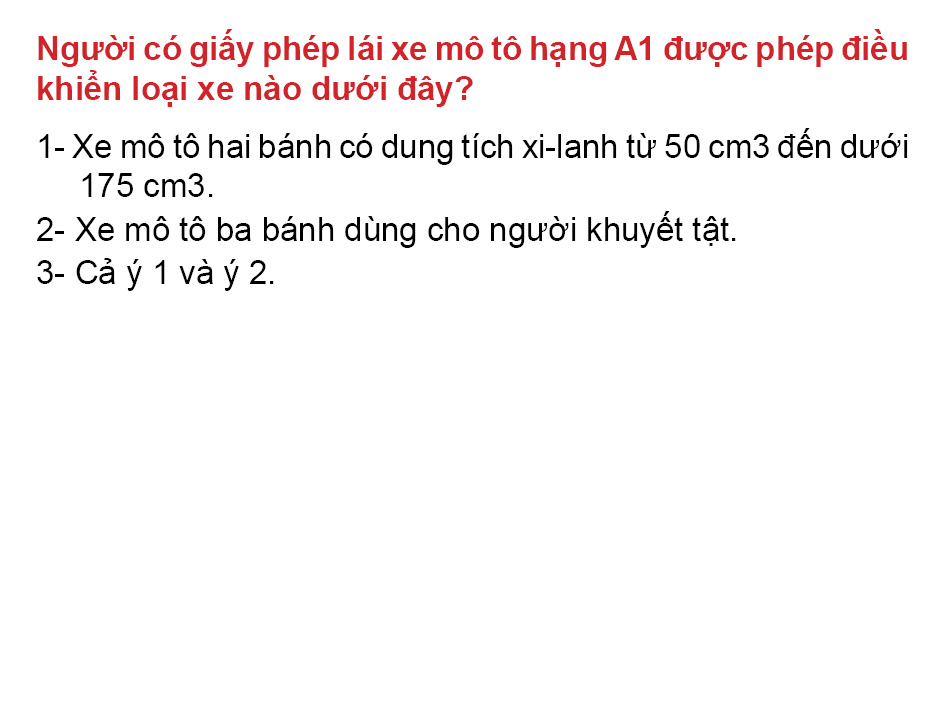 Người có giấy phép lái xe mô tô hạng A1 được phép điều
khiển loại xe nào dưới đây?
1- Xe mô tô hai bánh có dung tích xi-lanh từ 50 cm3 đến dưới
175 cm3.
2- Xe mô tô ba bánh dùng cho người khuyết tật.
3- Cả ý 1 và ý 2.